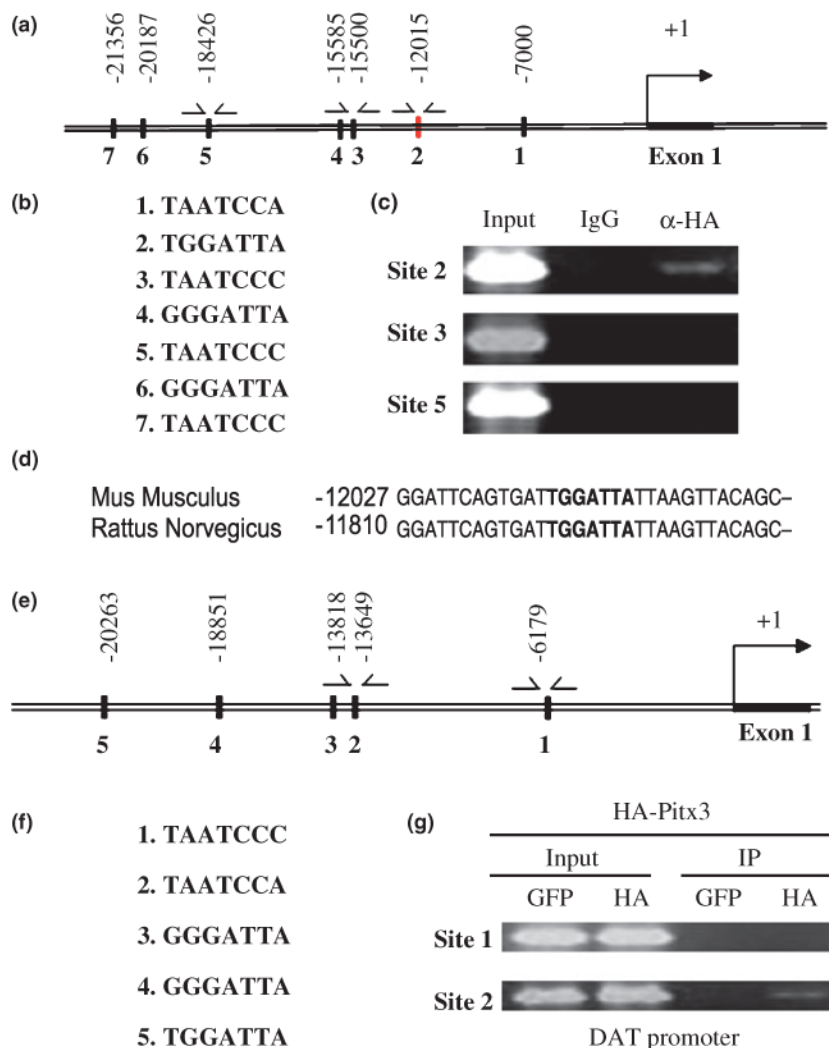 (a)
-21356 -20187 -18426 -15585 -15500 -12015 -7000 +1
7 6 5 4 3 2 1 Exon 1
(b)
1. TAATCCA
2. TGGATTA
3. TAATCCC
4. GGGATTA
5. TAATCCC
6. GGGATTA
7. TAATCCC
(c)
Input IgG α-HA
Site 2
Site 3
Site 5
(d)
Mus Musculus -12027 GGATTCAGTGATTGGATTATTAAGTTACAGC–
Rattus Norvegicus -11810 GGATTCAGTGATTGGATTATTAAGTTACAGC–
(e)
-20263 -18851 -13818 -13649 -6179 +1
5 4 3 2 1 Exon 1
(f)
1. TAATCCC
2. TAATCCA
3. GGGATTA
4. GGGATTA
5. TGGATTA
(g)
HA-Pitx3
Input IP
GFP HA GFP HA
Site 1
Site 2
DAT promoter